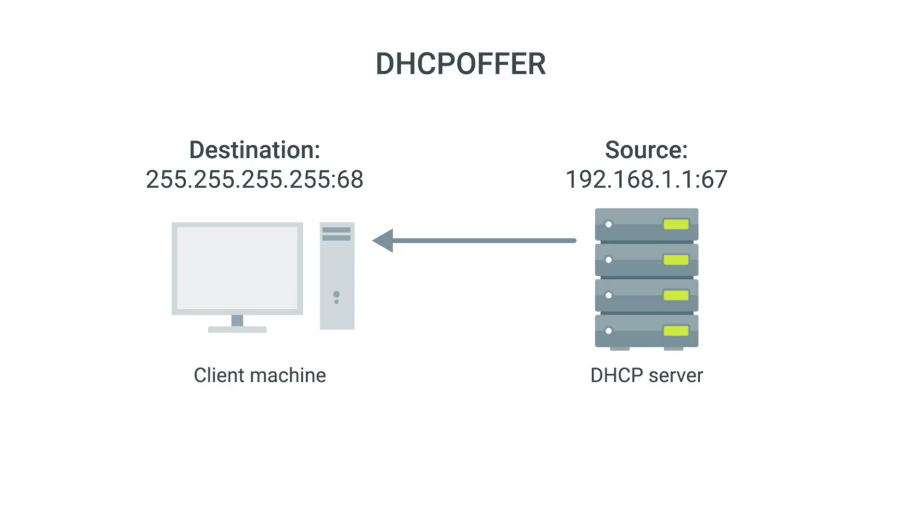 DHCPOFFER
Destination:
255.255.255.255:68
Source:
192.168.1.1:67
Client machine
DHCP server